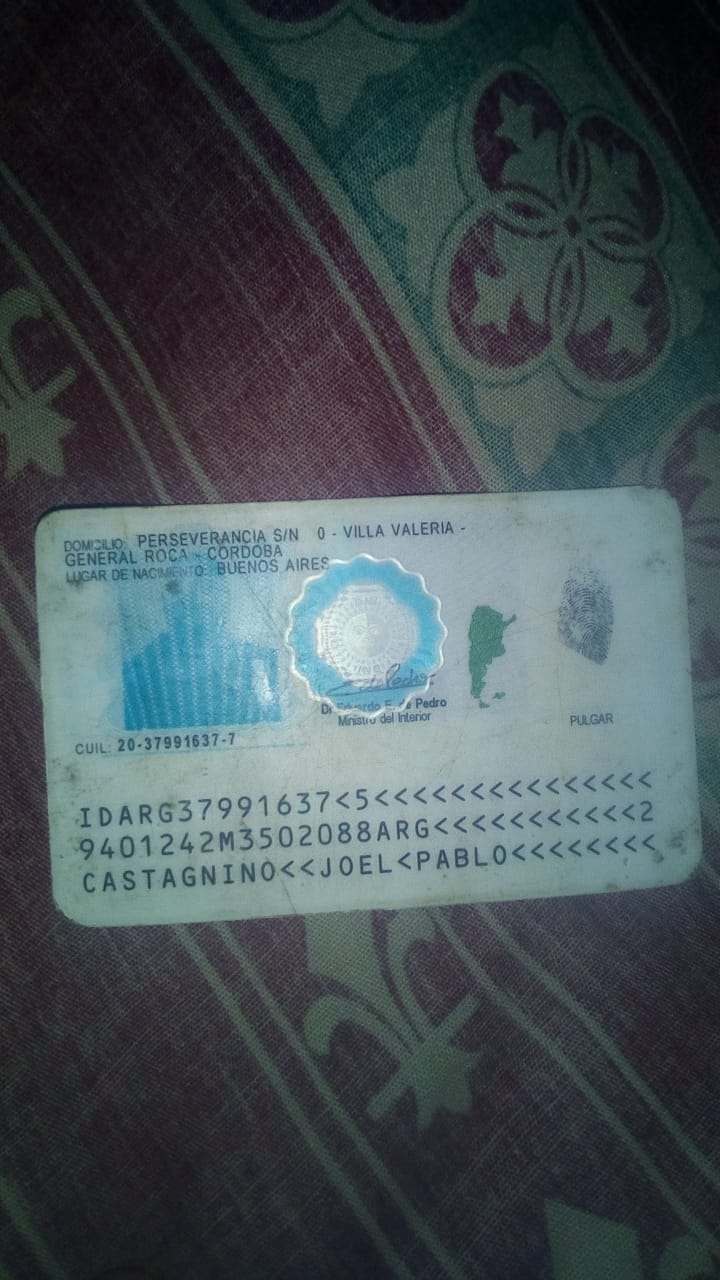 DOMICILIO: PERSEVERANCIA S/N 0 - VILLA VALERIA -
GENERAL ROCA - CORDOBA
LUGAR DE NACIMIENTO: BUENOS AIRES
Dr. Eduardo E. de Pedro
Ministro del Interior
PULGAR
CUIL: 20-37991637-7
IDARG37991637<5<<<<<<<<<<<<<<<
9401242M3502088ARG<<<<<<<<<<<2
CASTAGNINO<<JOEL<PABLO<<<<<<<<